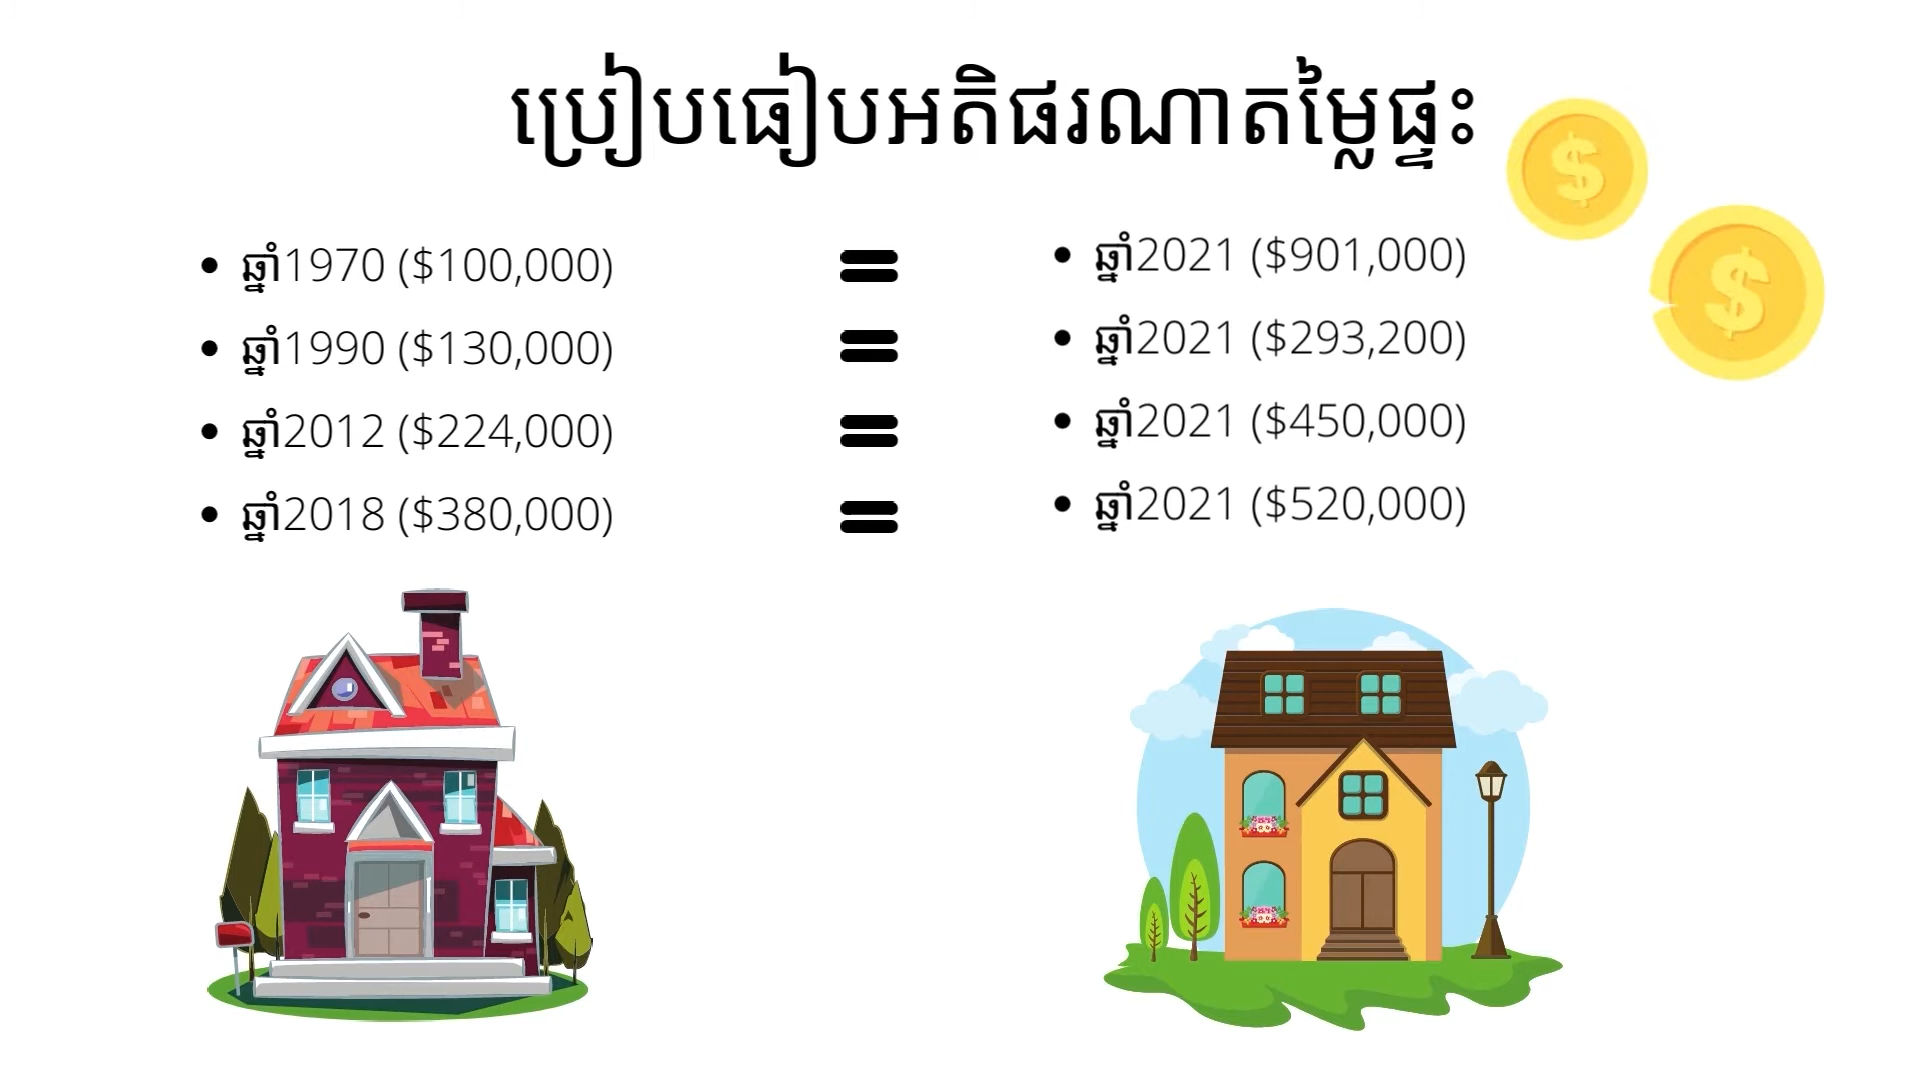 ប្រៀបធៀបអតិផរណាតម្លៃផ្ទះ
• ឆ្នាំ1970 ($100,000) = • ឆ្នាំ2021 ($901,000)
• ឆ្នាំ1990 ($130,000) = • ឆ្នាំ2021 ($293,200)
• ឆ្នាំ2012 ($224,000) = • ឆ្នាំ2021 ($450,000)
• ឆ្នាំ2018 ($380,000) = • ឆ្នាំ2021 ($520,000)